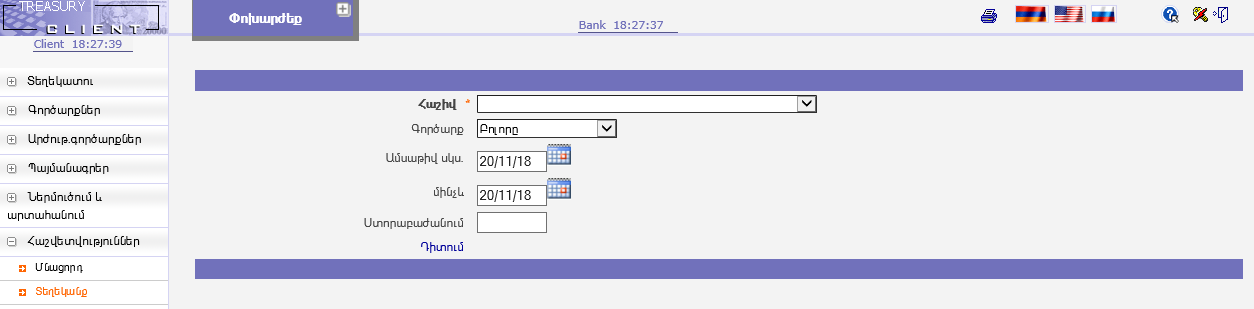 TREASURY
CLIENT
Client 18:27:39
Փոխարժեք
Bank 18:27:37
Տեղեկատու
Գործարքներ
Արժութ.գործարքներ
Պայմանագրեր
Ներմուծում և
արտահանում
Հաշվետվություններ
Մնացորդ
Տեղեկանք
Հաշիվ *
Գործարք Բոլորը
Ամսաթիվ սկս. 20/11/18
մինչև 20/11/18
Ստորաբաժանում
Դիտում